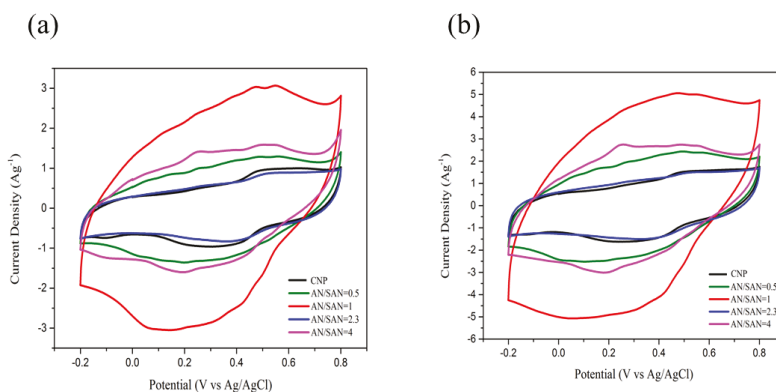 (a)
(b)
3
2
1
0
-1
-2
-3
Current Density (Ag⁻¹)
CNP
AN/SAN=0.5
AN/SAN=1
AN/SAN=2.3
AN/SAN=4
-0.2 0.0 0.2 0.4 0.6 0.8
Potential (V vs Ag/AgCl)
6
5
4
3
2
1
0
-1
-2
-3
-4
-5
-6
Current Density (Ag⁻¹)
CNP
AN/SAN=0.5
AN/SAN=1
AN/SAN=2.3
AN/SAN=4
-0.2 0.0 0.2 0.4 0.6 0.8
Potential (V vs Ag/AgCl)